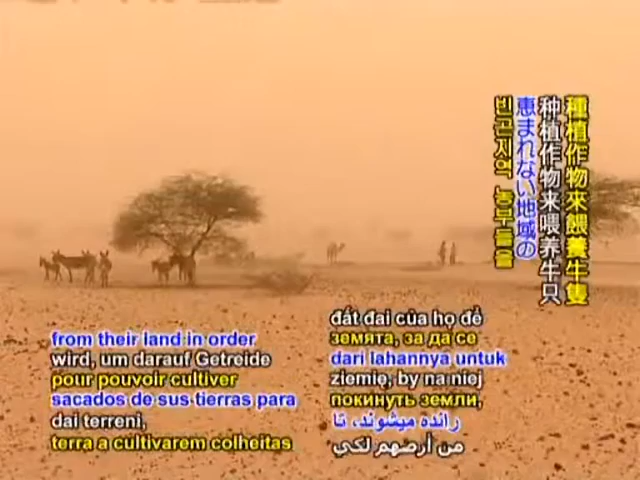 種植作物來餵養牛隻
种植作物来喂养牛只
恵まれない地域の
빈곤지역 농부들을
from their land in order
wird, um darauf Getreide
pour pouvoir cultiver
sacados de sus tierras para
dai terreni,
terra a cultivarem colheitas
đất đai của họ để
земята, за да се
dari lahannya untuk
ziemię, by na niej
покинуть земли,
رانده میشوند، تا
من أرضهم لكي